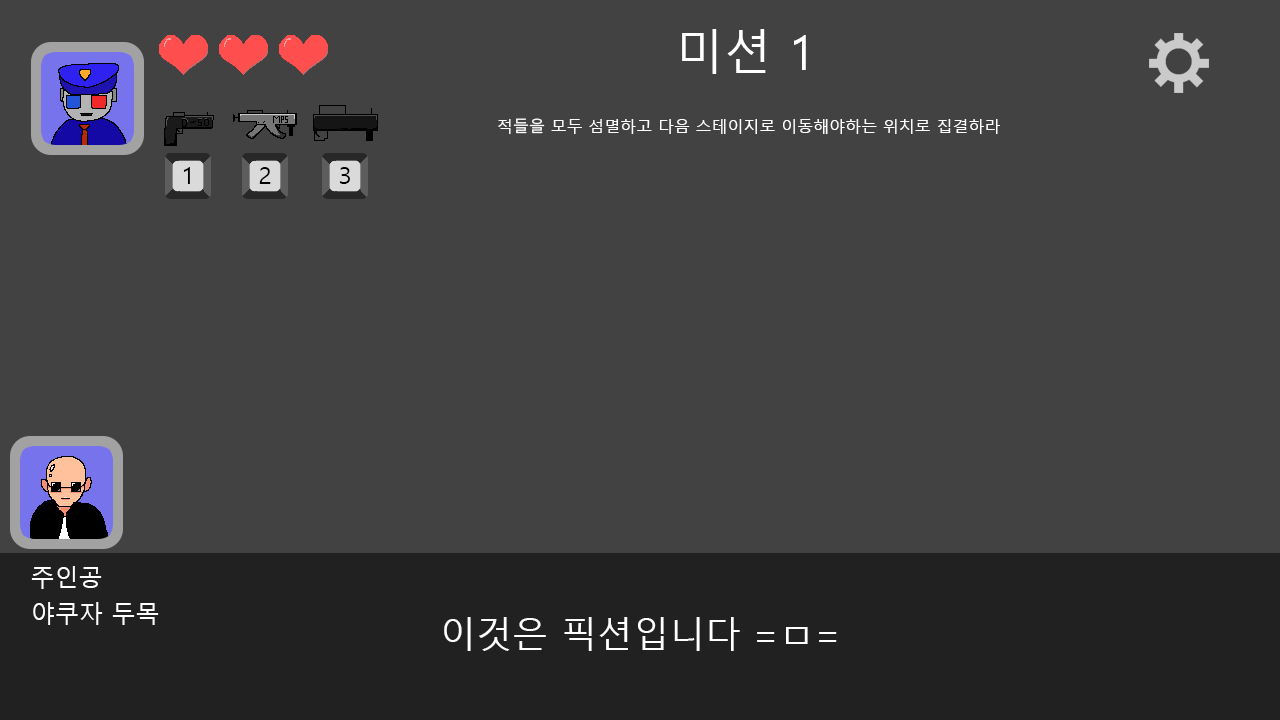 미션 1
적들을 모두 섬멸하고 다음 스테이지로 이동해야하는 위치로 집결하라
D-50
MP5
1
2
3
주인공
야쿠자 두목
이것은 픽션입니다 =ㅁ=